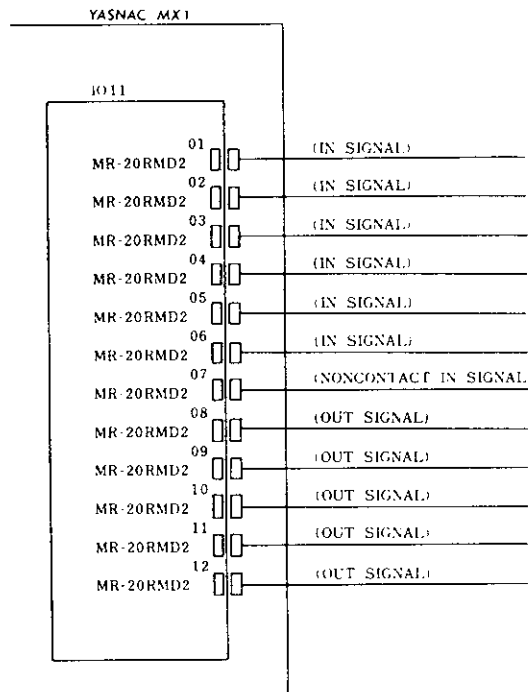 YASNAC MX1
IO11
01
MR-20RMD2 (IN SIGNAL)
02
MR-20RMD2 (IN SIGNAL)
03
MR-20RMD2 (IN SIGNAL)
04
MR-20RMD2 (IN SIGNAL)
05
MR-20RMD2 (IN SIGNAL)
06
MR-20RMD2 (IN SIGNAL)
07
MR-20RMD2 (NONCONTACT IN SIGNAL
08
MR-20RMD2 (OUT SIGNAL)
09
MR-20RMD2 (OUT SIGNAL)
10
MR-20RMD2 (OUT SIGNAL)
11
MR-20RMD2 (OUT SIGNAL)
12
MR-20RMD2 (OUT SIGNAL)